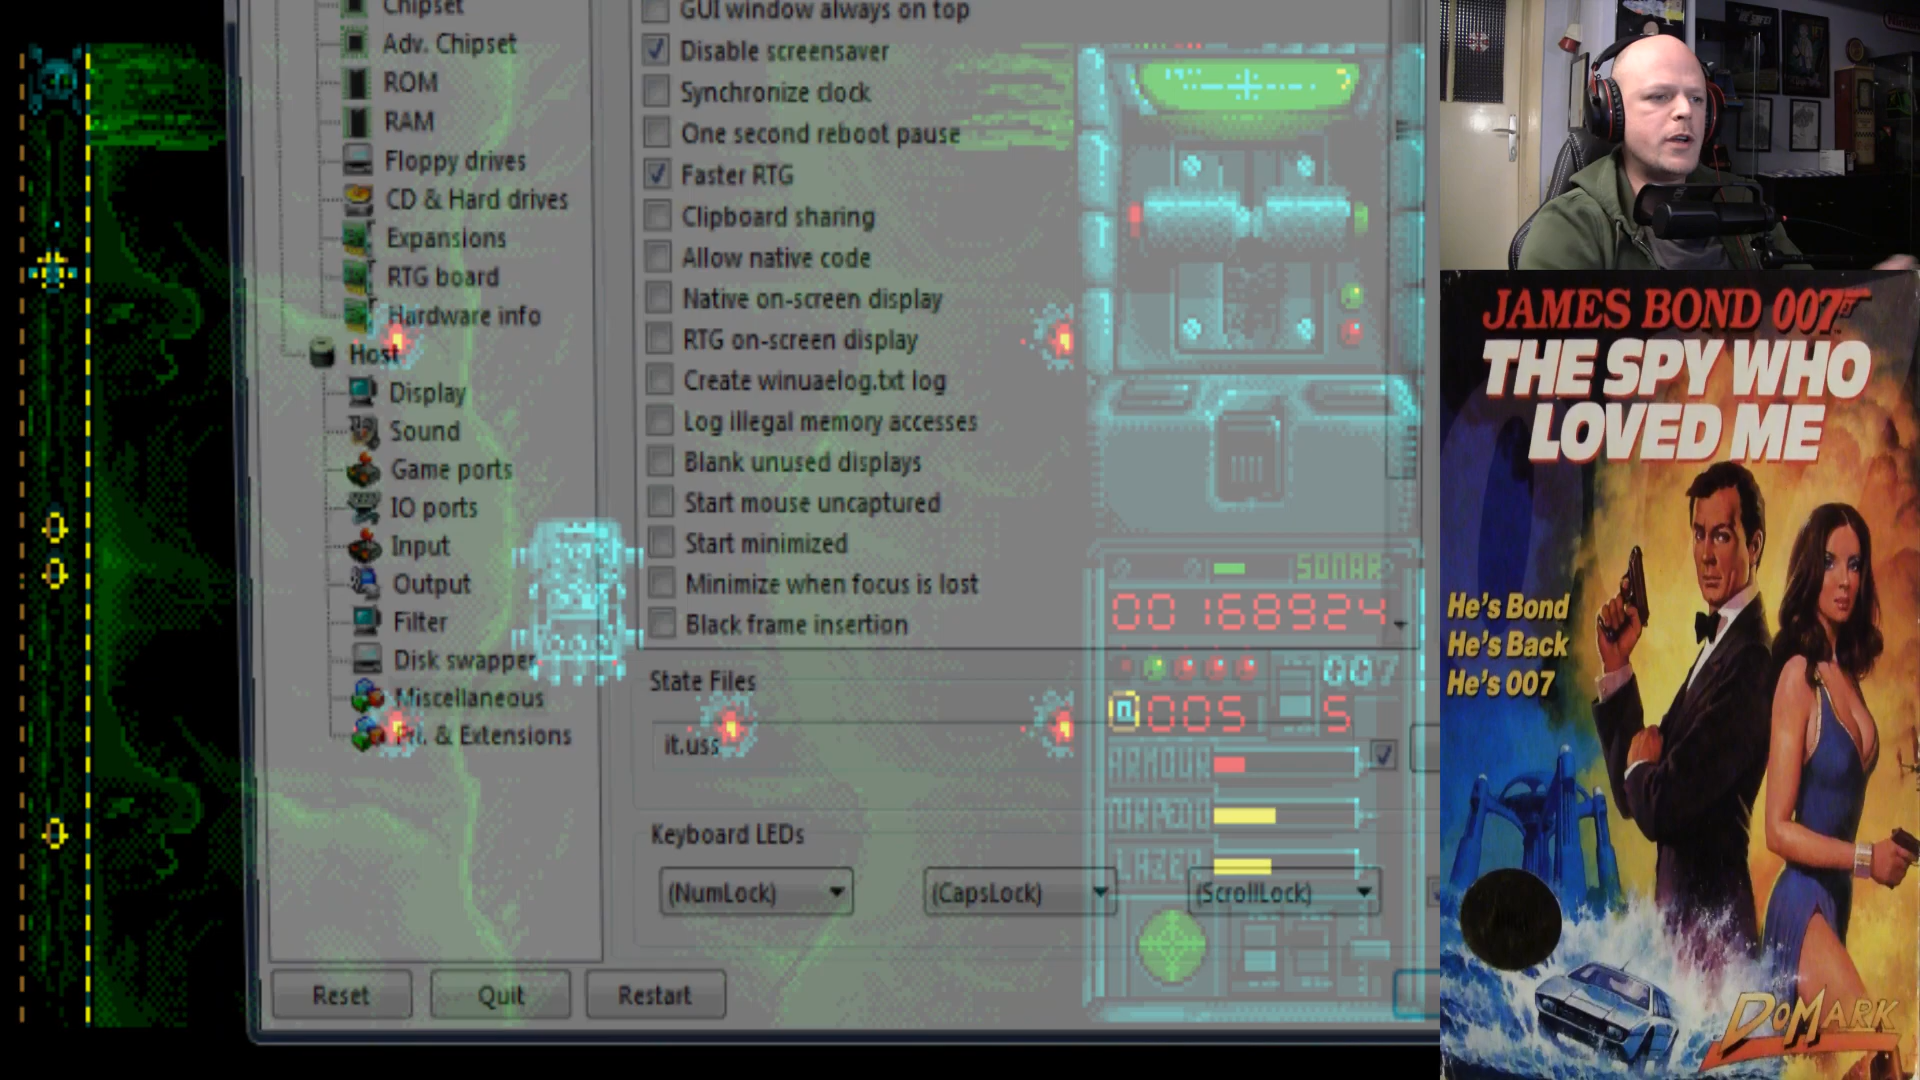 Chipset
Adv. Chipset
ROM
RAM
Floppy drives
CD & Hard drives
Expansions
RTG board
Hardware info
Host
Display
Sound
Game ports
IO ports
Input
Output
Filter
Disk swapper
Miscellaneous
Pri. & Extensions
Reset
Quit
Restart
GUI window always on top
Disable screensaver
Synchronize clock
One second reboot pause
Faster RTG
Clipboard sharing
Allow native code
Native on-screen display
RTG on-screen display
Create winuaelog.txt log
Log illegal memory accesses
Blank unused displays
Start mouse uncaptured
Start minimized
Minimize when focus is lost
Black frame insertion
State Files
it.uss
Keyboard LEDs
(NumLock)
(CapsLock)
(ScrollLock)
SONAR
00168924
007
005
5
ARMOUR
TORPEDO
LAZER
JAMES BOND 007
THE SPY WHO
LOVED ME
He's Bond
He's Back
He's 007
DOMARK